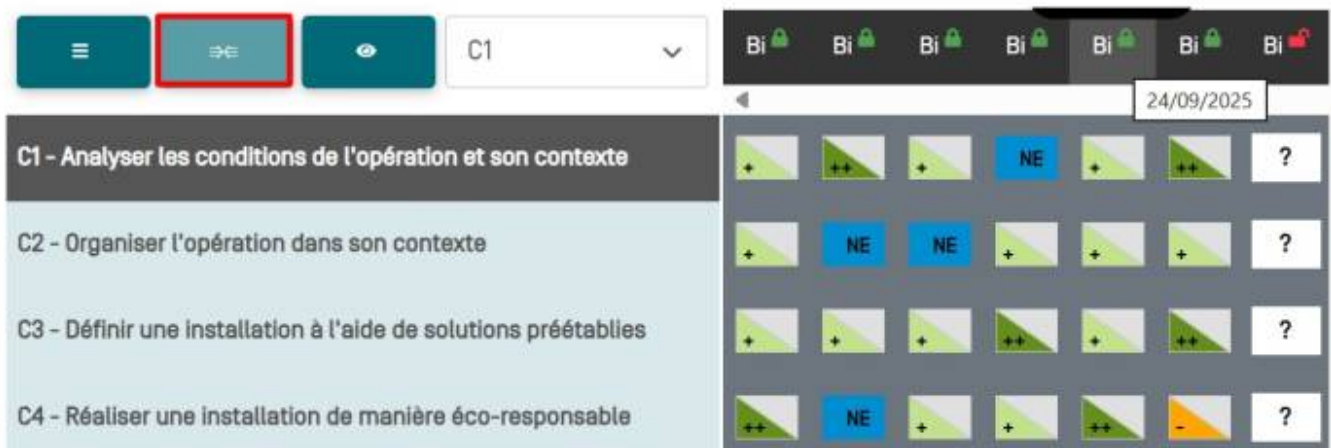 C1
Bi Bi Bi Bi Bi Bi Bi
24/09/2025
C1 - Analyser les conditions de l'opération et son contexte
+ ++ + NE + ++ ?
C2 - Organiser l'opération dans son contexte
+ NE NE + + + ?
C3 - Définir une installation à l'aide de solutions préétablies
+ + + ++ + ++ ?
C4 - Réaliser une installation de manière éco-responsable
++ NE + + ++ - ?